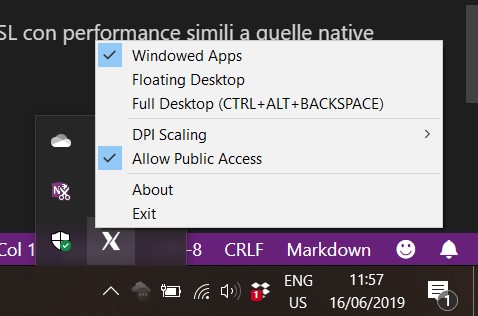 SL con performance simili a quelle native
Windowed Apps
Floating Desktop
Full Desktop (CTRL+ALT+BACKSPACE)
DPI Scaling
Allow Public Access
About
Exit
Col 1
-8
CRLF
Markdown
ENG
US
11:57
16/06/2019
1
1